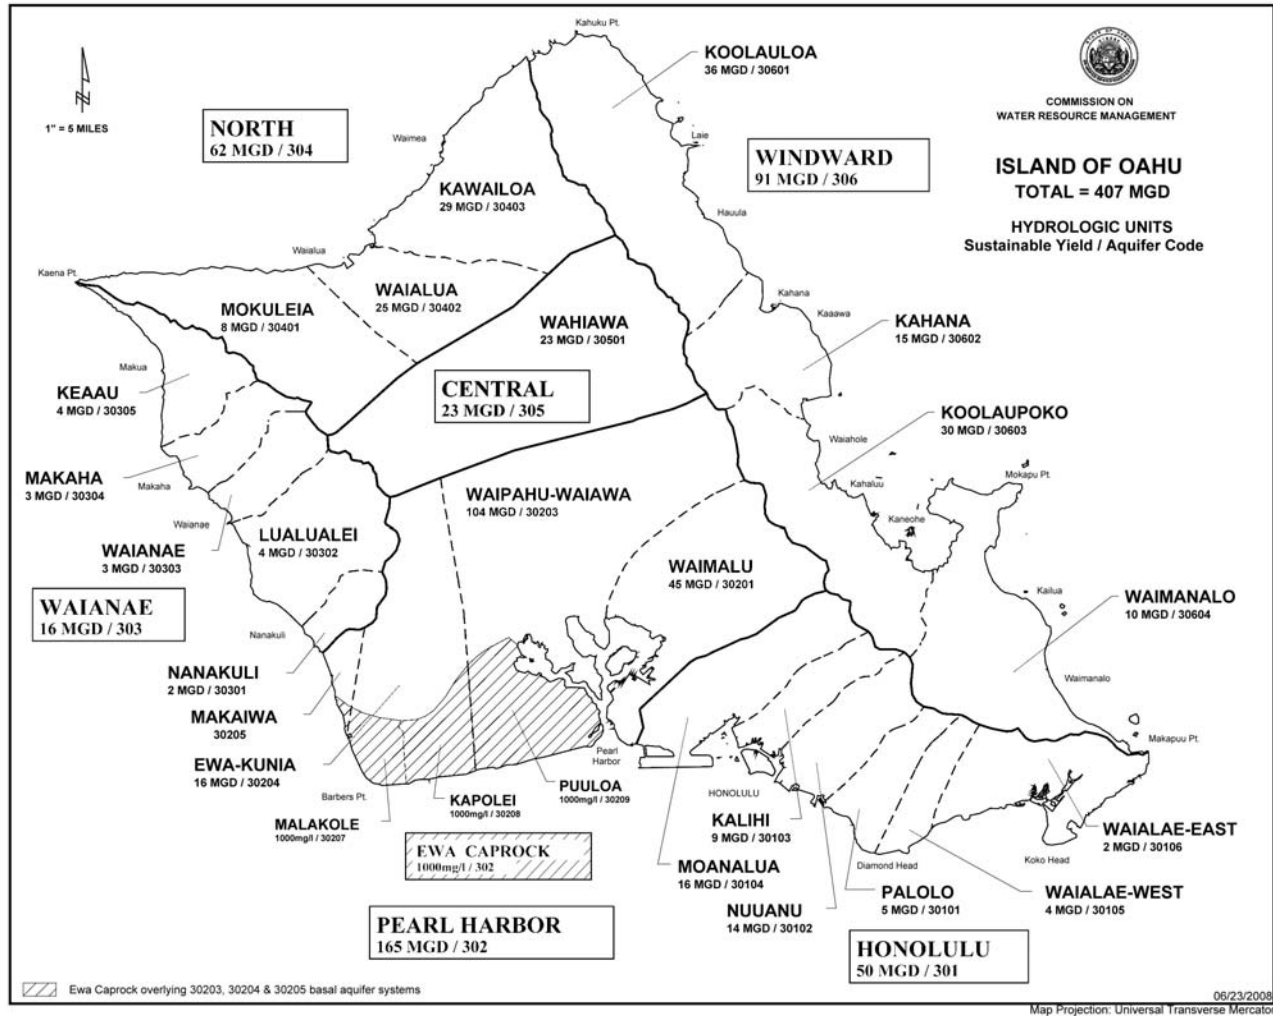 Kahuku Pt.
KOOLAULOA
36 MGD / 30601
1" = 5 MILES
COMMISSION ON
WATER RESOURCE MANAGEMENT
ISLAND OF OAHU
TOTAL = 407 MGD
HYDROLOGIC UNITS
Sustainable Yield / Aquifer Code
NORTH
62 MGD / 304
Waimea
Laie
WINDWARD
91 MGD / 306
KAWAILOA
29 MGD / 30403
Hauula
Waialua
Kaena Pt.
MOKULEIA
8 MGD / 30401
WAIALUA
25 MGD / 30402
WAHIAWA
23 MGD / 30501
Kahana
Kaaawa
KAHANA
15 MGD / 30602
Makua
KEAAU
4 MGD / 30305
CENTRAL
23 MGD / 305
KOOLAUPOKO
30 MGD / 30603
Waiahole
MAKAHA
3 MGD / 30304
Makaha
WAIPAHU-WAIAWA
104 MGD / 30203
Kahaluu
Mokapu Pt.
Kaneohe
Waianae
WAIANAE
3 MGD / 30303
LUALUALEI
4 MGD / 30302
WAIMALU
45 MGD / 30201
Kailua
WAIMANALO
10 MGD / 30604
WAIANAE
16 MGD / 303
Nanakuli
NANAKULI
2 MGD / 30301
Waimanalo
MAKAIWA
30205
Makapuu Pt.
EWA-KUNIA
16 MGD / 30204
Pearl
Harbor
Barbers Pt.
MALAKOLE
1000mg/l / 30207
KAPOLEI
1000mg/l / 30208
PUULOA
1000mg/l / 30209
HONOLULU
KALIHI
9 MGD / 30103
WAIALAE-EAST
2 MGD / 30106
EWA CAPROCK
1000mg/l / 302
MOANALUA
16 MGD / 30104
Diamond Head
Koko Head
NUUANU
14 MGD / 30102
PALOLO
5 MGD / 30101
WAIALAE-WEST
4 MGD / 30105
PEARL HARBOR
165 MGD / 302
HONOLULU
50 MGD / 301
Ewa Caprock overlying 30203, 30204 & 30205 basal aquifer systems
06/23/2008
Map Projection: Universal Transverse Mercator